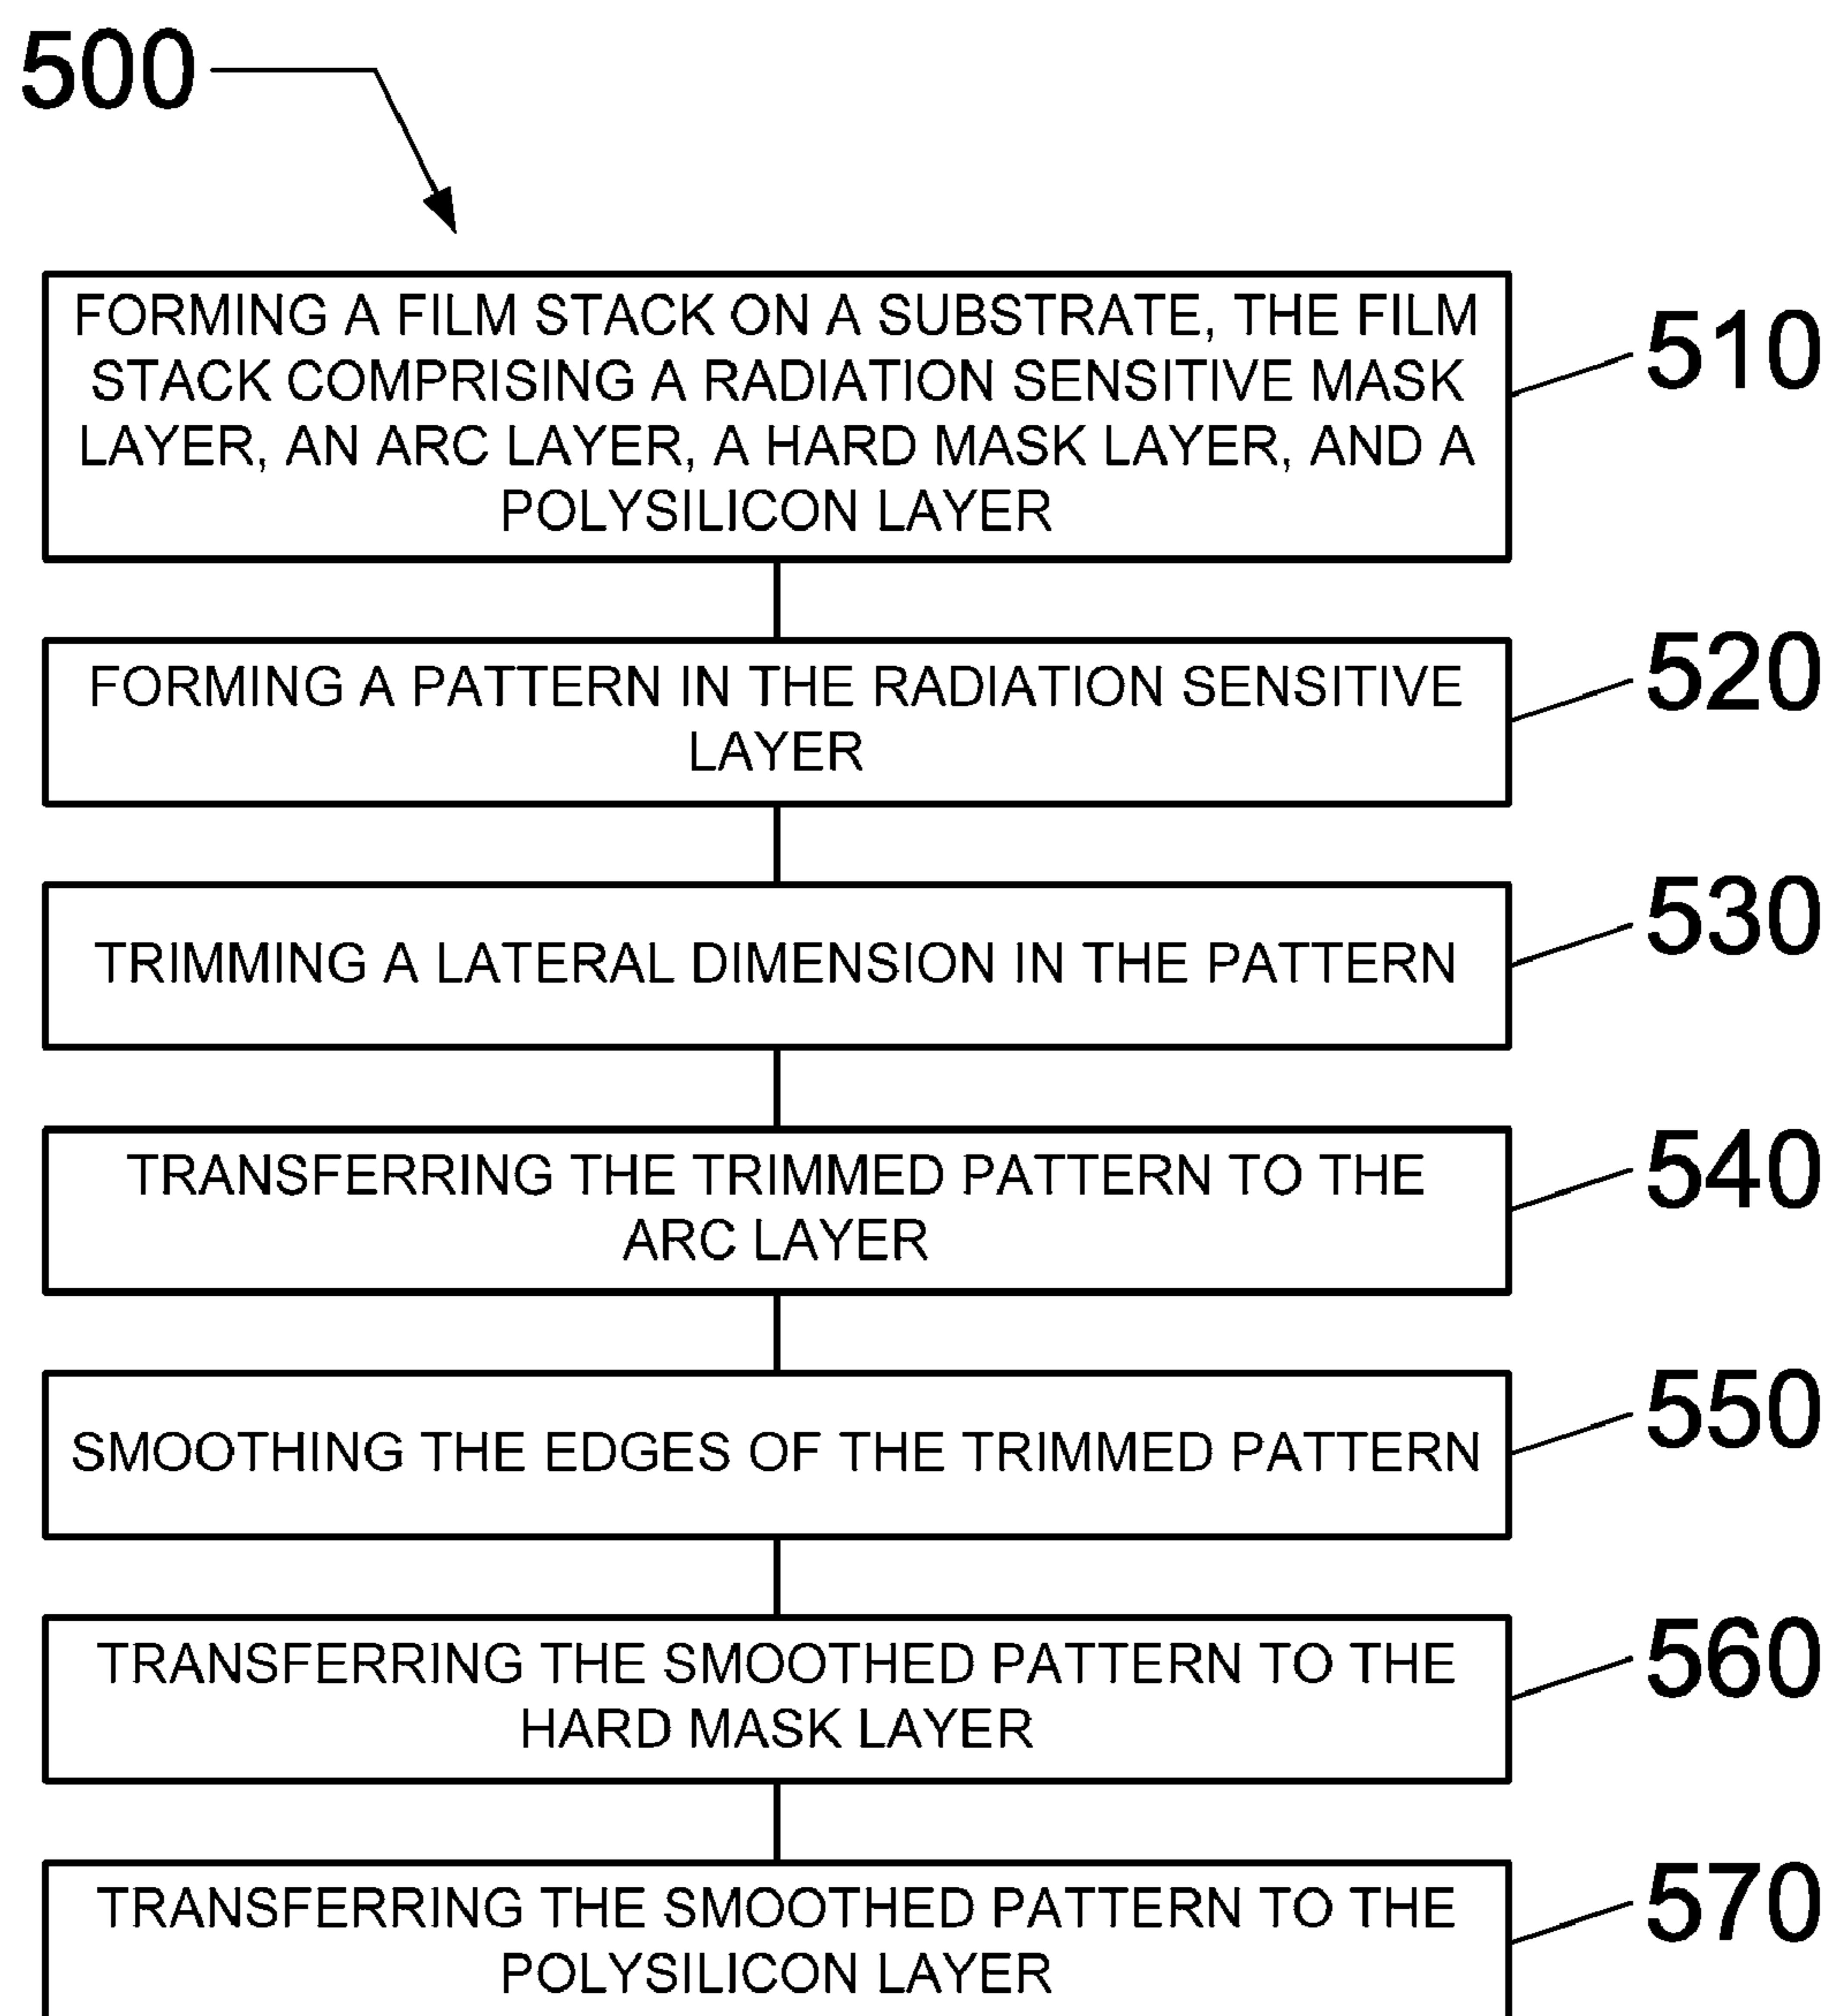 500
FORMING A FILM STACK ON A SUBSTRATE, THE FILM
STACK COMPRISING A RADIATION SENSITIVE MASK
LAYER, AN ARC LAYER, A HARD MASK LAYER, AND A
POLYSILICON LAYER
510
FORMING A PATTERN IN THE RADIATION SENSITIVE
LAYER
520
TRIMMING A LATERAL DIMENSION IN THE PATTERN
530
TRANSFERRING THE TRIMMED PATTERN TO THE
ARC LAYER
540
SMOOTHING THE EDGES OF THE TRIMMED PATTERN
550
TRANSFERRING THE SMOOTHED PATTERN TO THE
HARD MASK LAYER
560
TRANSFERRING THE SMOOTHED PATTERN TO THE
POLYSILICON LAYER
570